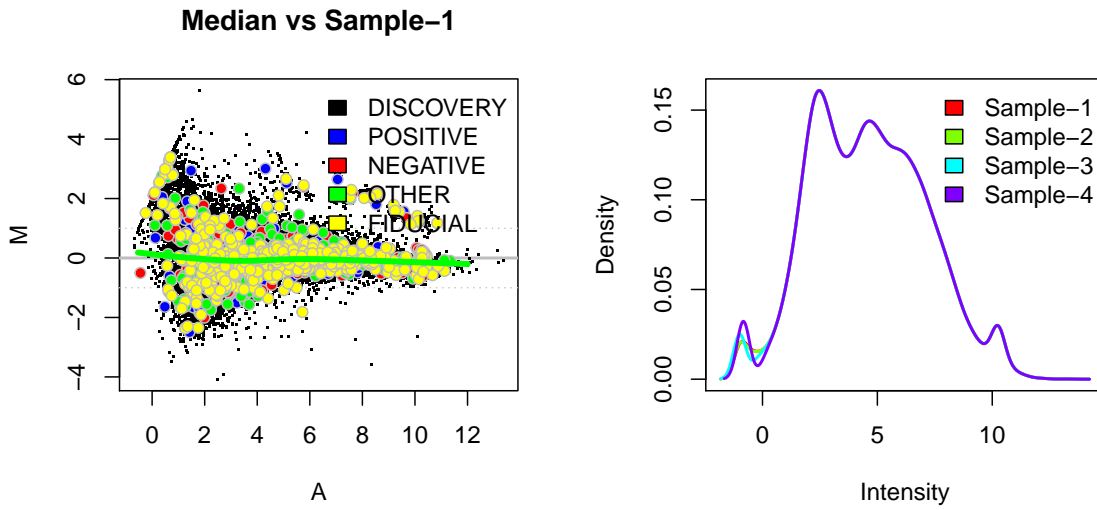 Median vs Sample−1
M
6
4
2
0
−2
−4
DISCOVERY
POSITIVE
NEGATIVE
OTHER
FIDUCIAL
0 2 4 6 8 10 12
A
Density
0.15
0.10
0.05
0.00
Sample−1
Sample−2
Sample−3
Sample−4
0 5 10
Intensity